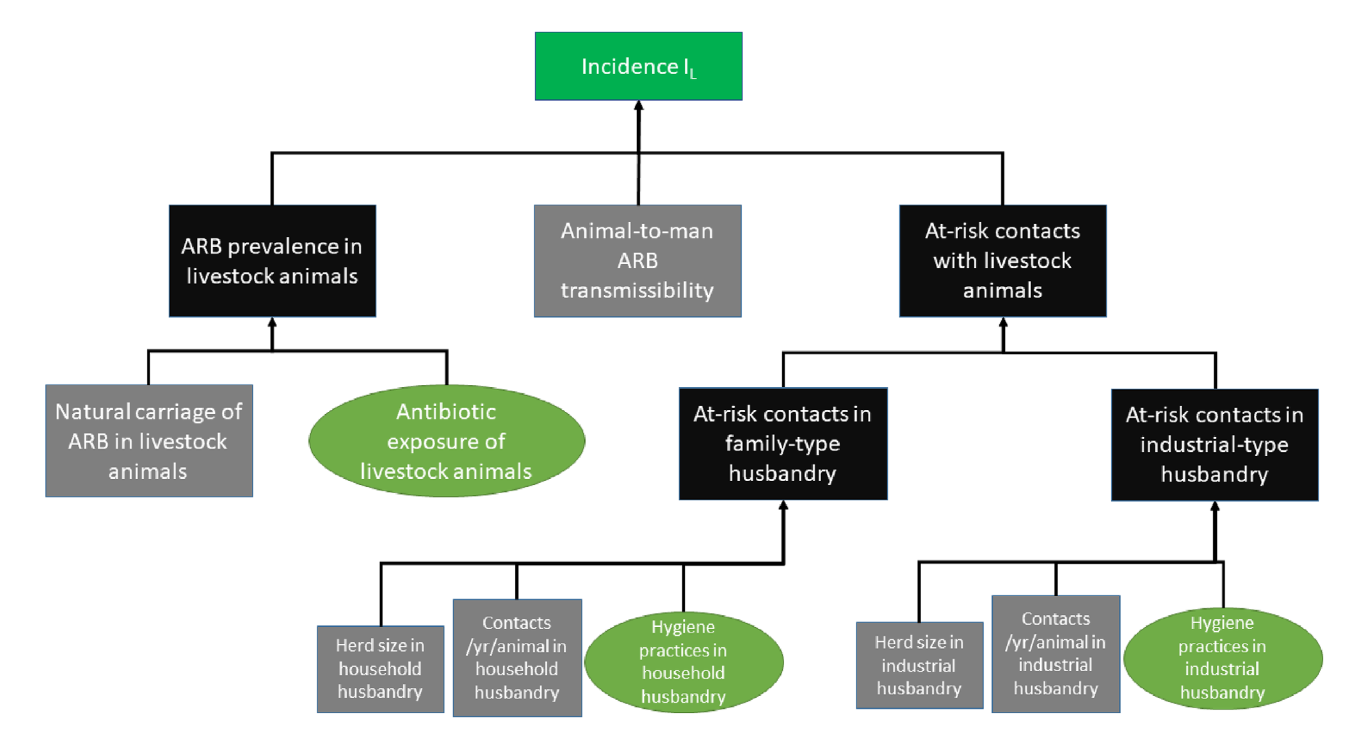 Incidence I_L
ARB prevalence in
livestock animals
Animal-to-man
ARB
transmissibility
At-risk contacts
with livestock
animals
Natural carriage of
ARB in livestock
animals
Antibiotic
exposure of
livestock animals
At-risk contacts in
family-type
husbandry
At-risk contacts in
industrial-type
husbandry
Herd size in
household
husbandry
Contacts
/yr/animal in
household
husbandry
Hygiene
practices in
household
husbandry
Herd size in
industrial
husbandry
Contacts
/yr/animal in
industrial
husbandry
Hygiene
practices in
industrial
husbandry